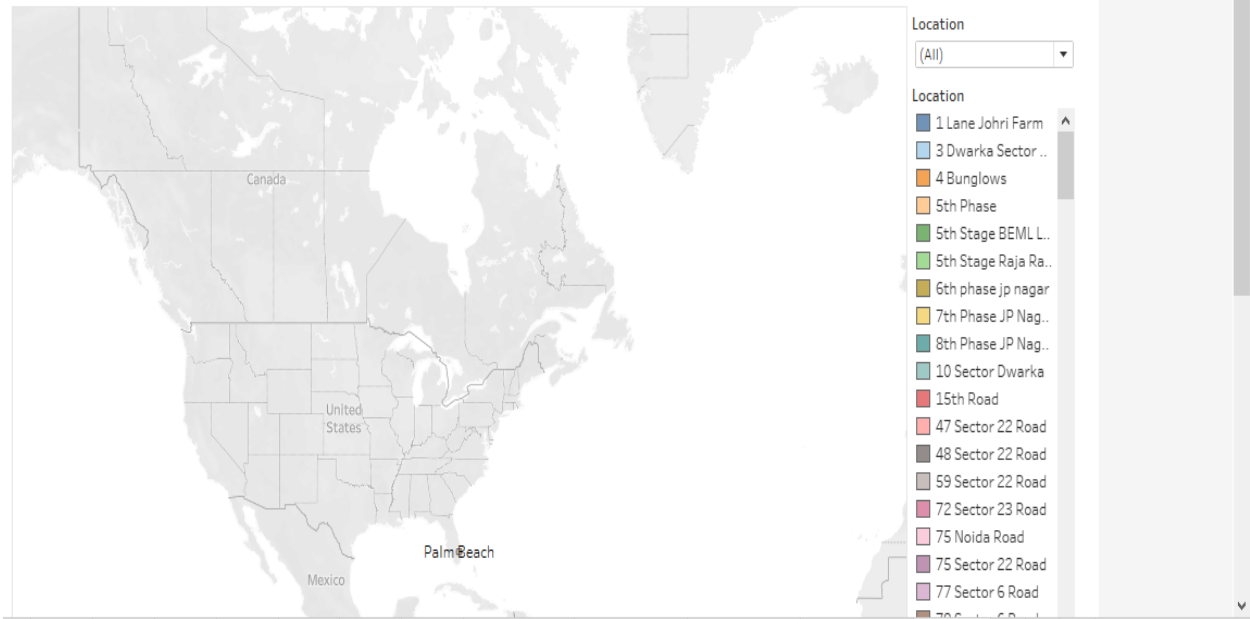 Location
(All)
Location
1 Lane Johri Farm
3 Dwarka Sector ..
4 Bunglows
5th Phase
5th Stage BEML L..
5th Stage Raja Ra..
6th phase jp nagar
7th Phase JP Nag..
8th Phase JP Nag..
10 Sector Dwarka
15th Road
47 Sector 22 Road
48 Sector 22 Road
59 Sector 22 Road
72 Sector 23 Road
75 Noida Road
75 Sector 22 Road
77 Sector 6 Road
Canada
United
States
Palm Beach
Mexico